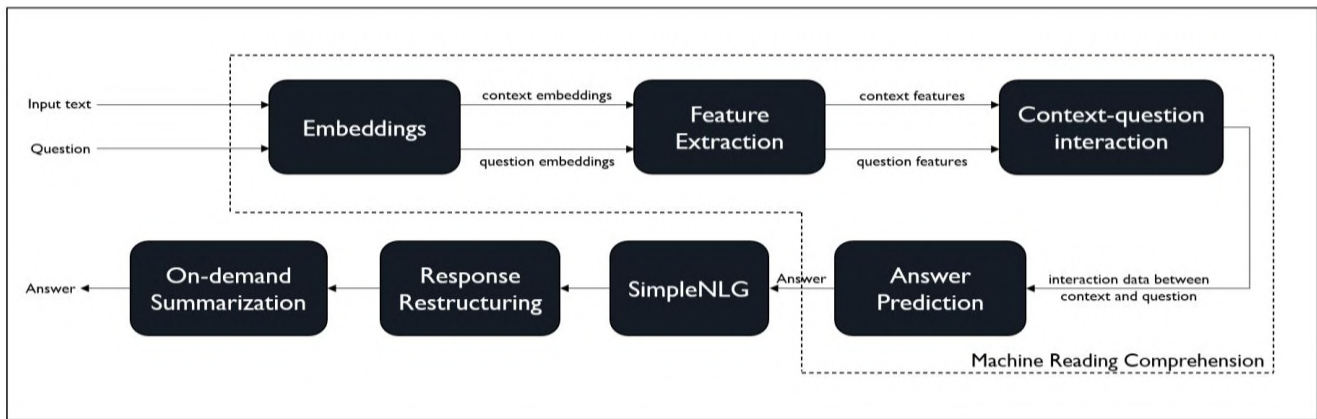 Input text
Question
Embeddings
context embeddings
question embeddings
Feature
Extraction
context features
question features
Context-question
interaction
Answer
On-demand
Summarization
Response
Restructuring
SimpleNLG
Answer
Answer
Prediction
interaction data between
context and question
Machine Reading Comprehension